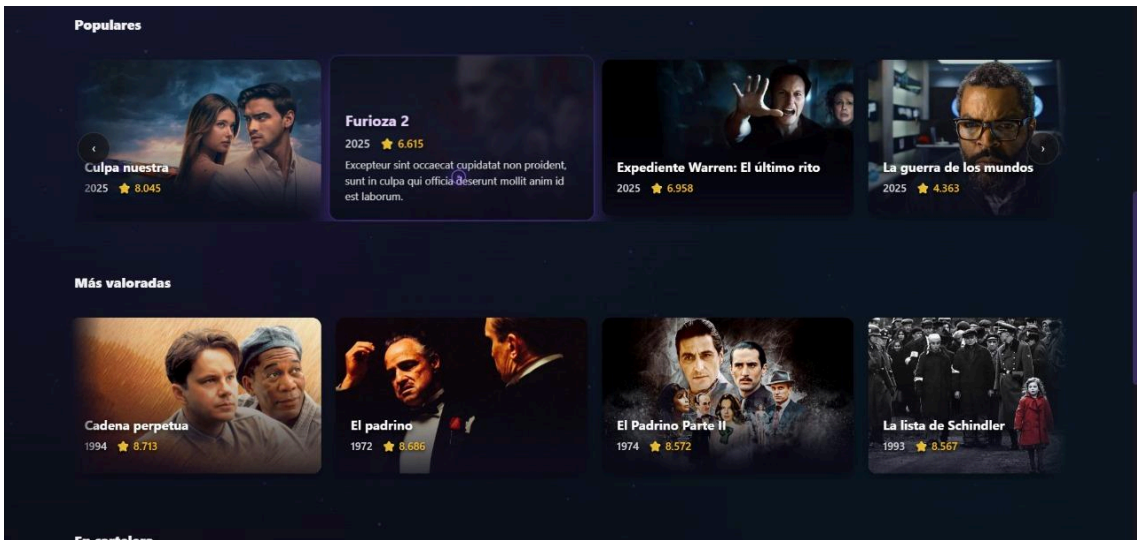 Populares
Furioza 2
2025 ⭐ 6.615
Excepteur sint occaecat cupidatat non proident,
sunt in culpa qui officia deserunt mollit anim id
est laborum.
Culpa nuestra
2025 ⭐ 8.045
Expediente Warren: El último rito
2025 ⭐ 6.958
La guerra de los mundos
2025 ⭐ 4.363
Más valoradas
Cadena perpetua
1994 ⭐ 8.713
El padrino
1972 ⭐ 8.686
El Padrino Parte II
1974 ⭐ 8.572
La lista de Schindler
1993 ⭐ 8.567
En cartelera